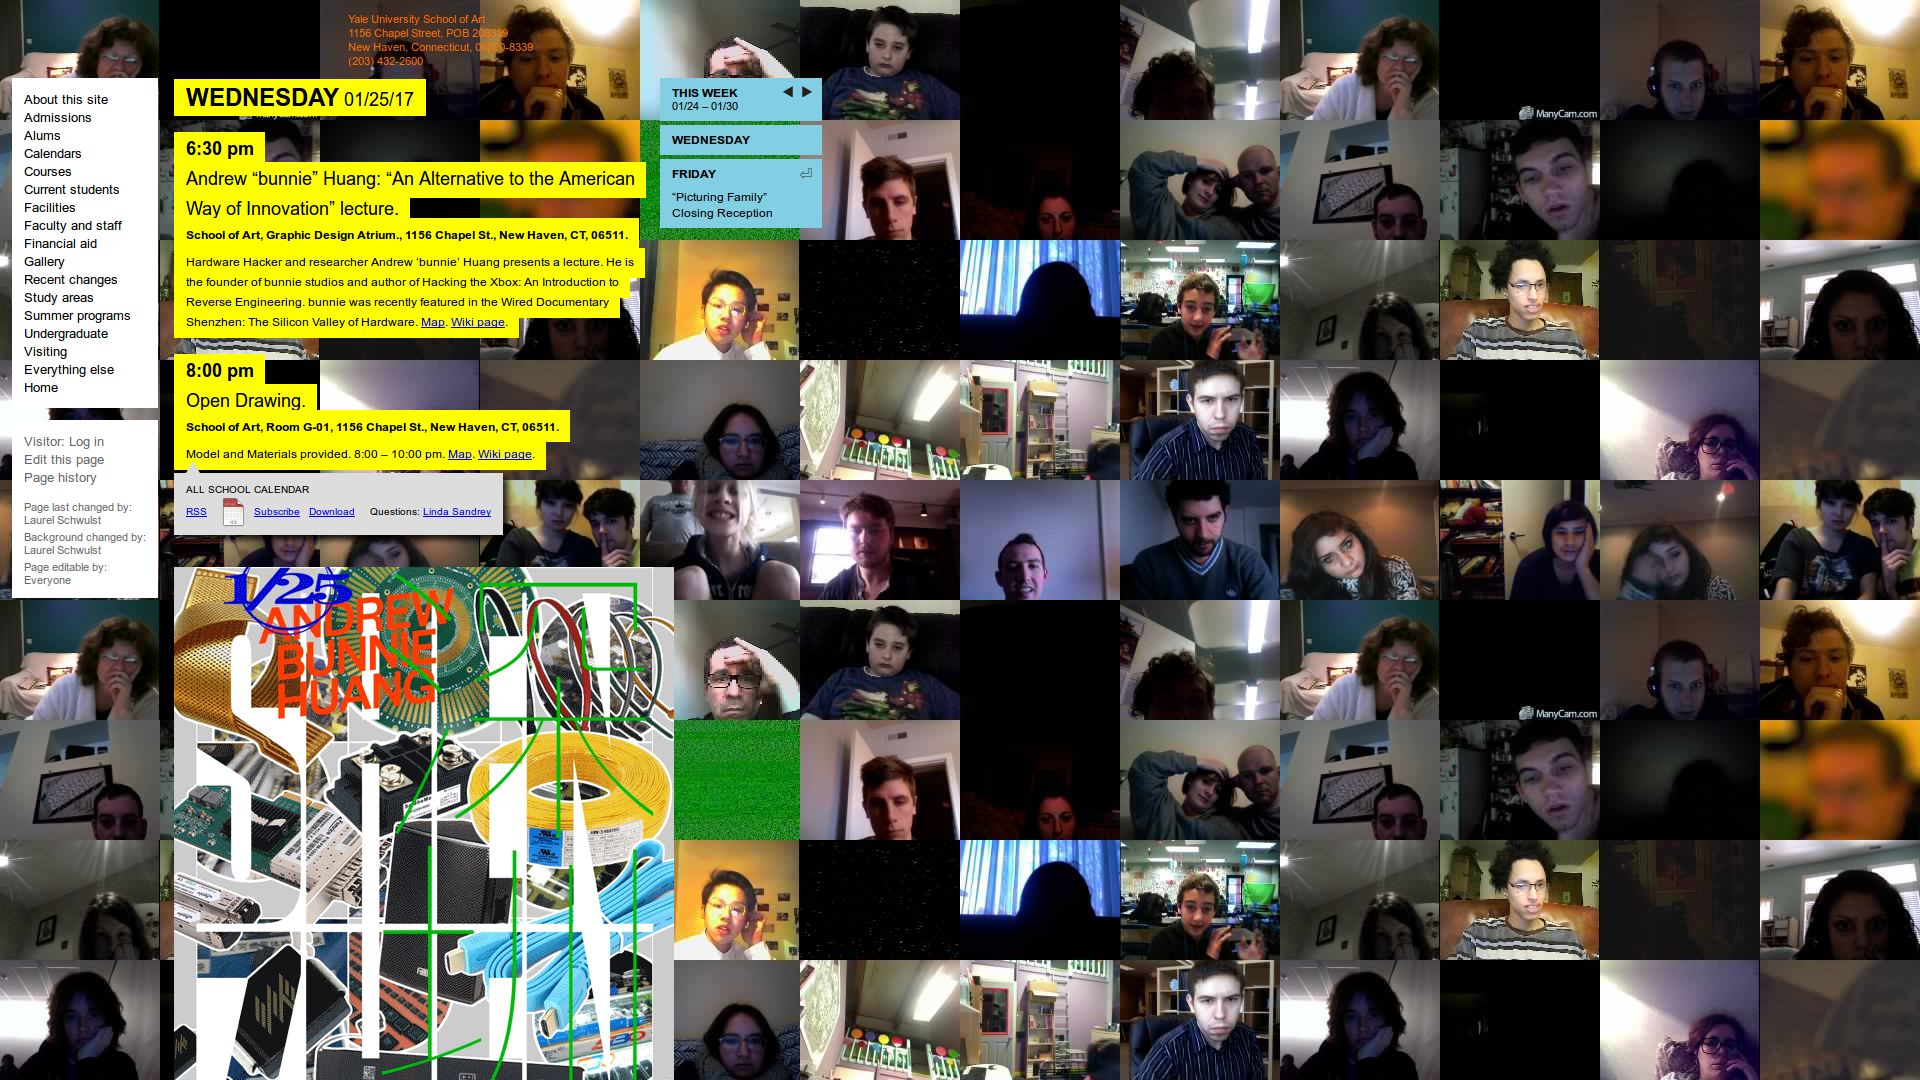 Yale University School of Art
1156 Chapel Street, POB 208339
New Haven, Connecticut, 06520-8339
(203) 432-2600
About this site
Admissions
Alums
Calendars
Courses
Current students
Facilities
Faculty and staff
Financial aid
Gallery
Recent changes
Study areas
Summer programs
Undergraduate
Visiting
Everything else
Home
Visitor: Log in
Edit this page
Page history
Page last changed by:
Laurel Schwulst
Background changed by:
Laurel Schwulst
Page editable by:
Everyone
WEDNESDAY 01/25/17
6:30 pm
Andrew “bunnie” Huang: “An Alternative to the American
Way of Innovation” lecture.
School of Art, Graphic Design Atrium., 1156 Chapel St., New Haven, CT, 06511.
Hardware Hacker and researcher Andrew ‘bunnie’ Huang presents a lecture. He is
the founder of bunnie studios and author of Hacking the Xbox: An Introduction to
Reverse Engineering. bunnie was recently featured in the Wired Documentary
Shenzhen: The Silicon Valley of Hardware. Map. Wiki page.
8:00 pm
Open Drawing.
School of Art, Room G-01, 1156 Chapel St., New Haven, CT, 06511.
Model and Materials provided. 8:00 – 10:00 pm. Map. Wiki page.
ALL SCHOOL CALENDAR
RSS Subscribe Download Questions: Linda Sandrey
THIS WEEK
01/24 – 01/30
WEDNESDAY
FRIDAY
“Picturing Family”
Closing Reception
1/25
ANDREW
BUNNIE
HUANG
ManyCam.com
ManyCam.com